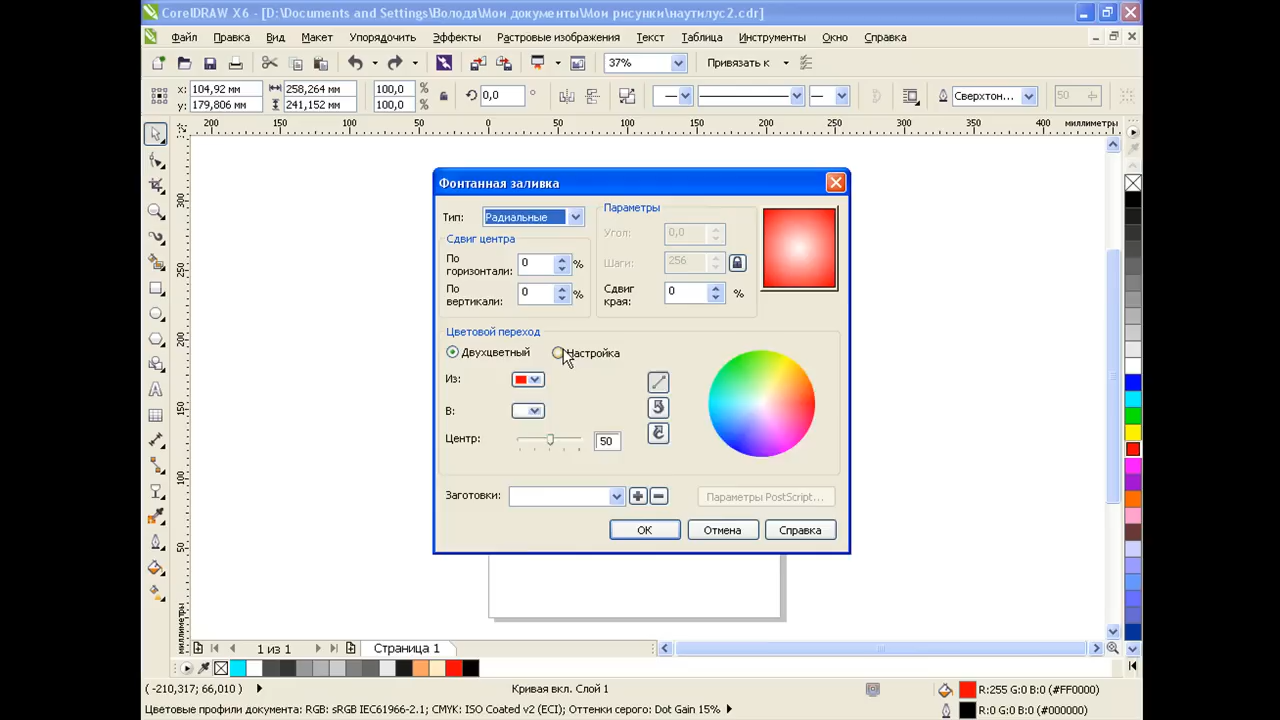 CorelDRAW X6 - [D:\Documents and Settings\Володя\Мои документы\Мои рисунки\наутилус2.cdr]
Файл Правка Вид Макет Упорядочить Эффекты Растровые изображения Текст Таблица Инструменты Окно Справка
37% Привязать к
x: 104,92 мм 258,264 мм 100,0 %
y: 179,806 мм 241,152 мм 100,0 %
0,0 °
Сверхтон...
50
200 150 100 50 0 50 100 150 200 250 300 350 400 миллиметры
300
250
200
150
100
50
миллиметры
Фонтанная заливка
Тип: Радиальные
Сдвиг центра
По горизонтали: 0 %
По вертикали: 0 %
Параметры
Угол: 0,0
Шаги: 256
Сдвиг края: 0 %
Цветовой переход
Двухцветный Настройка
Из:
В:
Центр: 50
Заготовки:
Параметры PostScript...
ОК Отмена Справка
1 из 1 Страница 1
(-210,317; 66,010) Кривая вкл. Слой 1 R:255 G:0 B:0 (#FF0000)
Цветовые профили документа: RGB: sRGB IEC61966-2.1; CMYK: ISO Coated v2 (ECI); Оттенки серого: Dot Gain 15% R:0 G:0 B:0 (#000000)